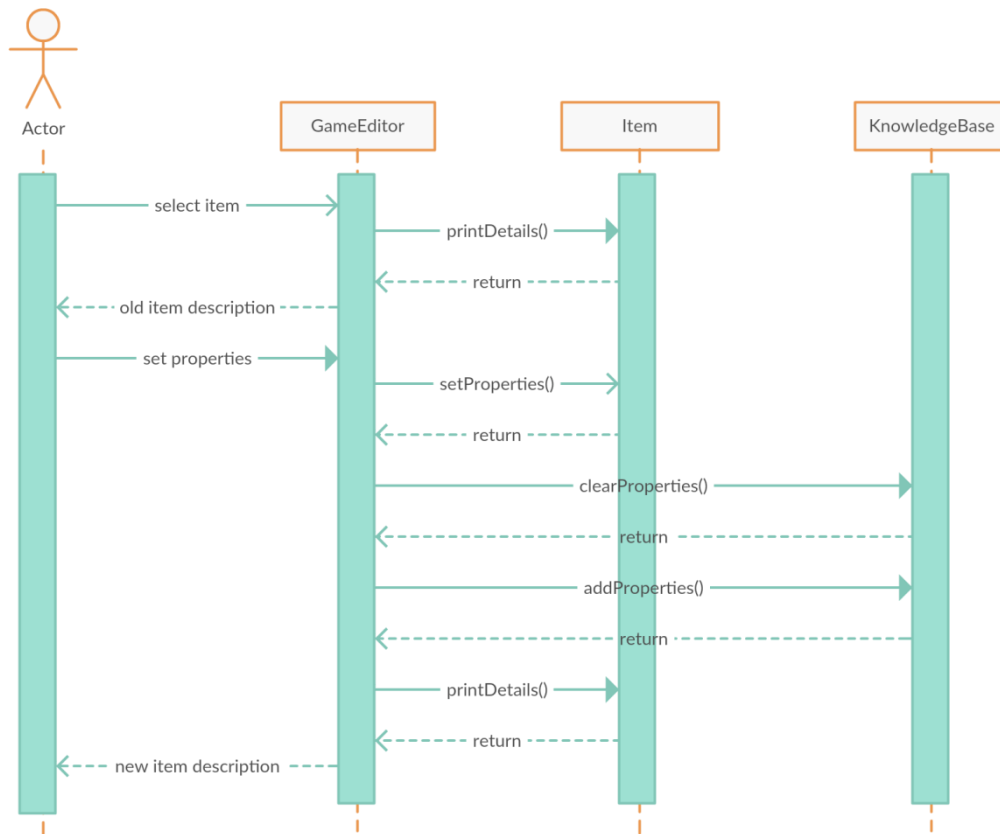 Actor
GameEditor
Item
KnowledgeBase
select item
printDetails()
return
old item description
set properties
setProperties()
return
clearProperties()
return
addProperties()
return
printDetails()
return
new item description